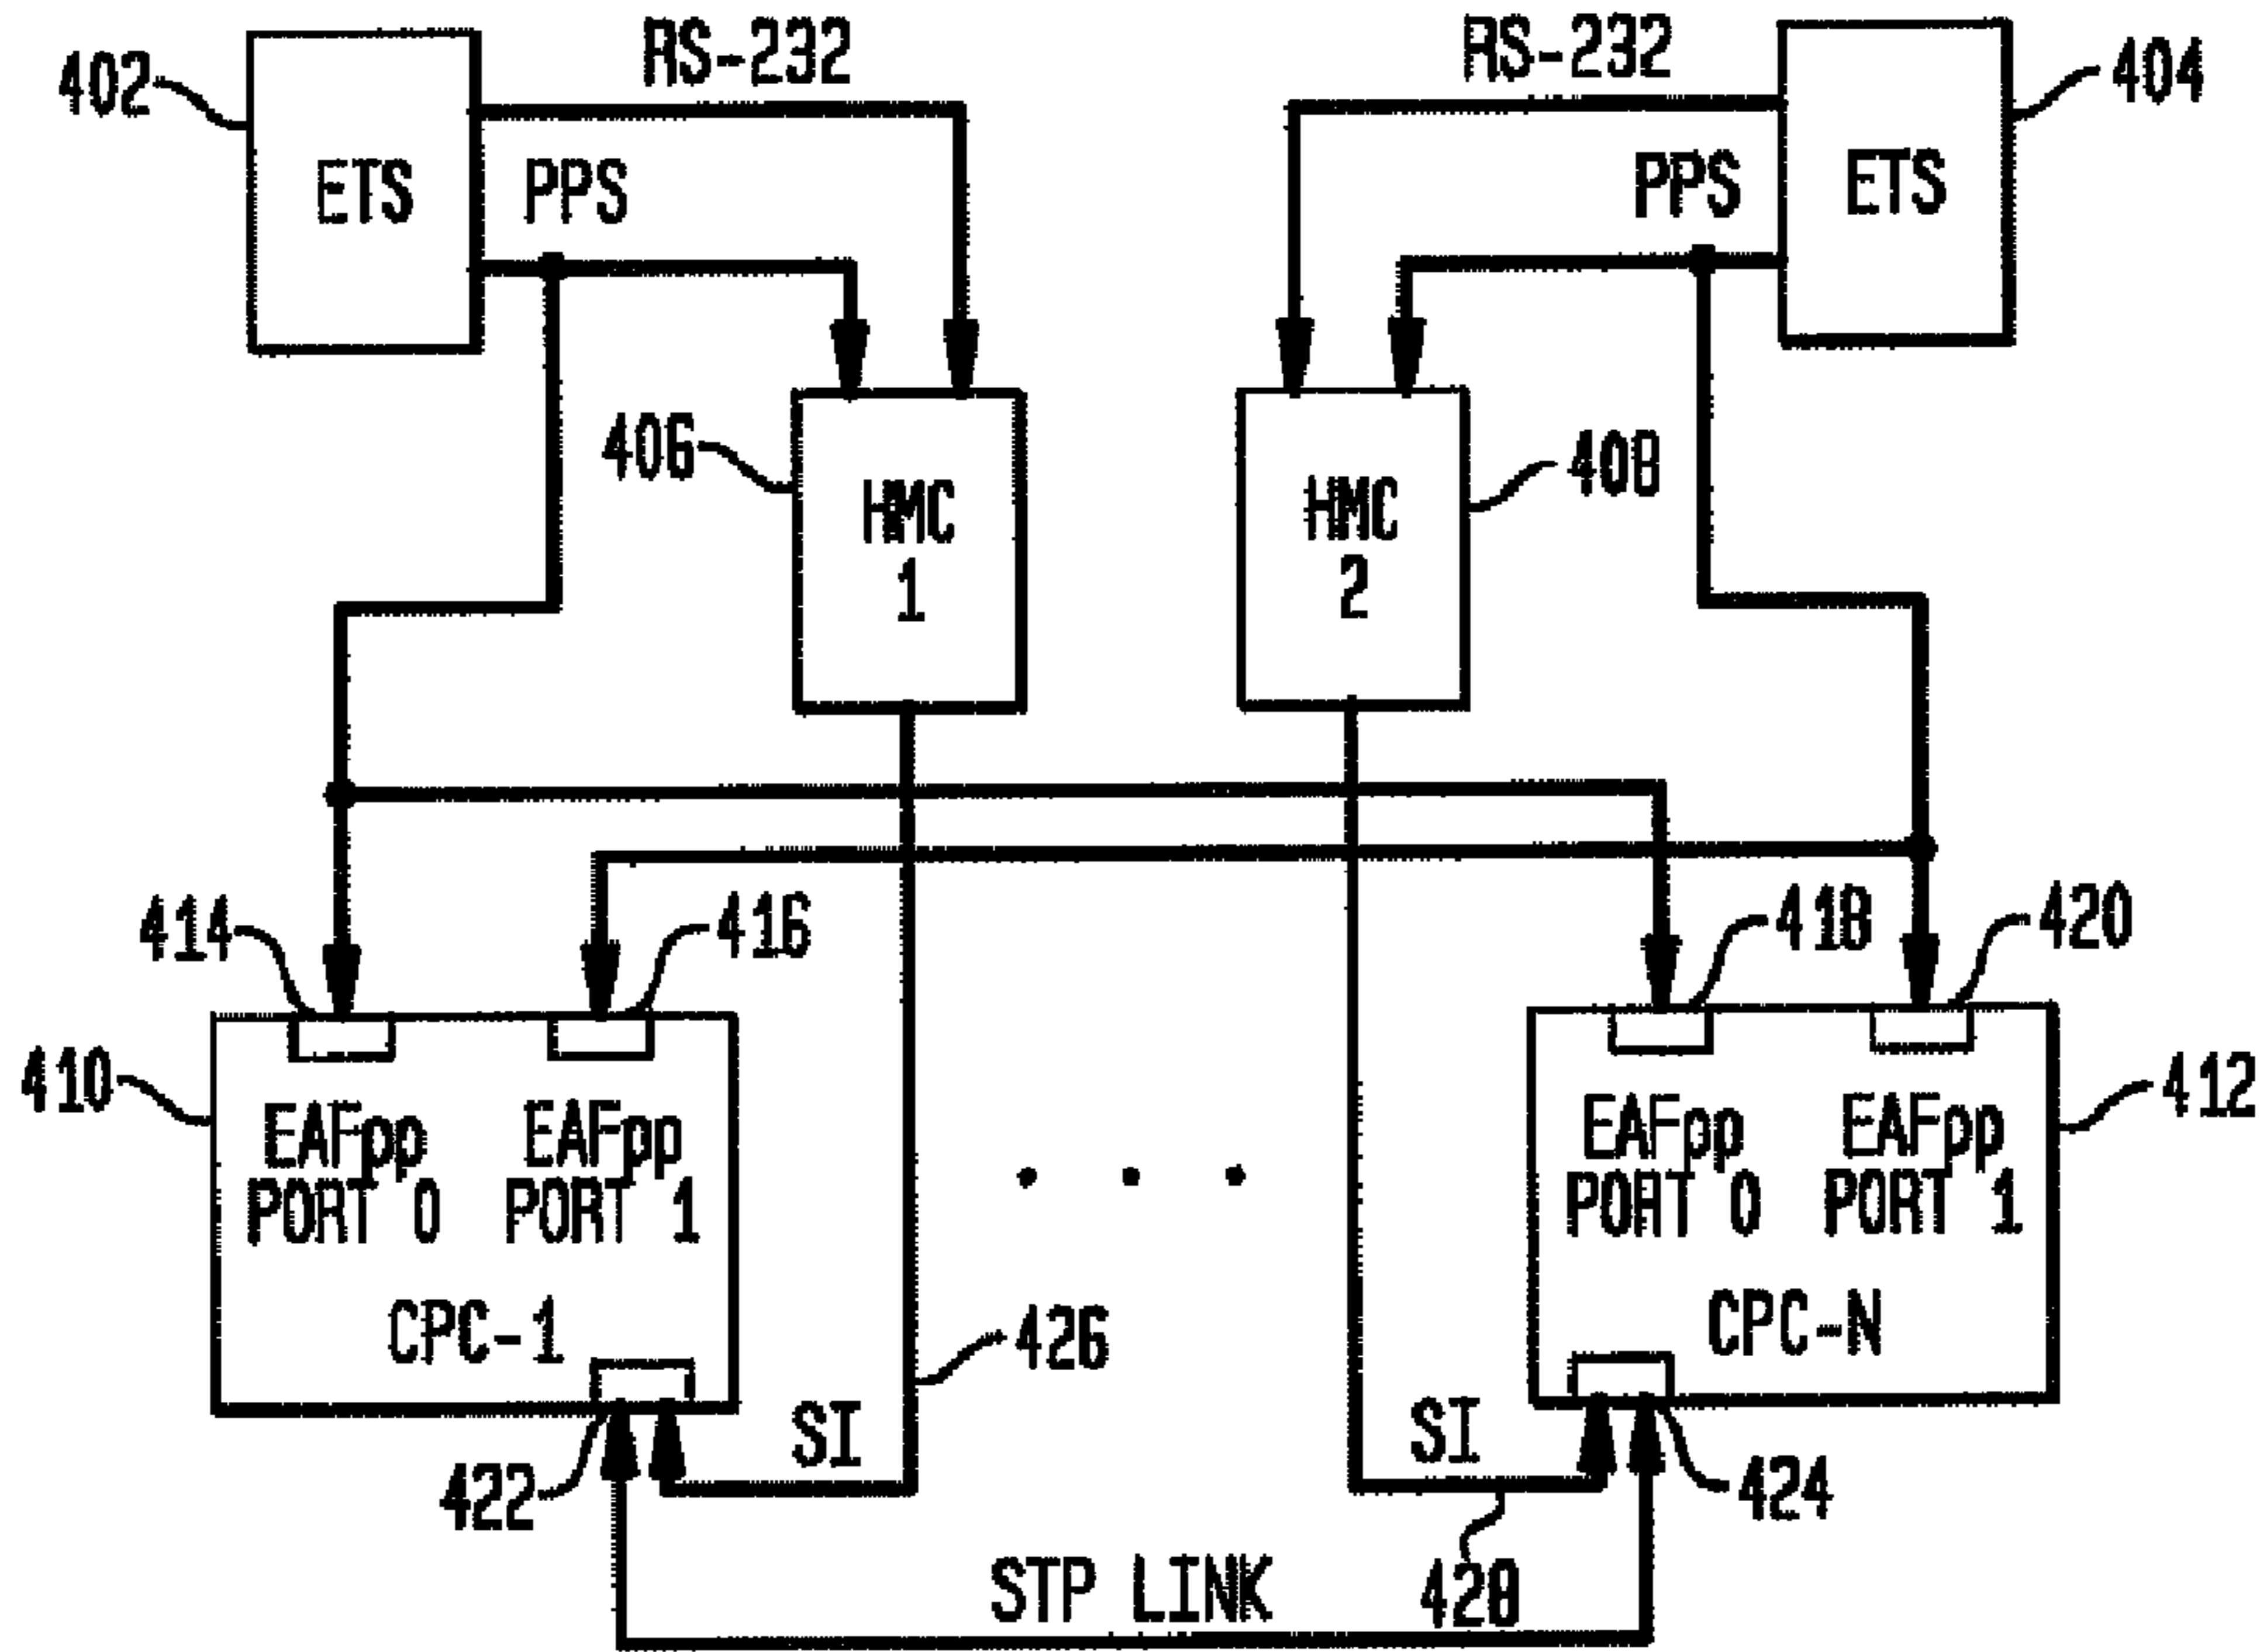 RS-232
RS-232
402
404
ETS
PPS
PPS
ETS
406
408
HMC
1
HMC
2
414
416
418
420
410
412
EAFpp
PORT 0
EAFpp
PORT 1
EAFpp
PORT 0
EAFpp
PORT 1
CPC-1
CPC-N
426
SI
SI
422
424
STP LINK
428